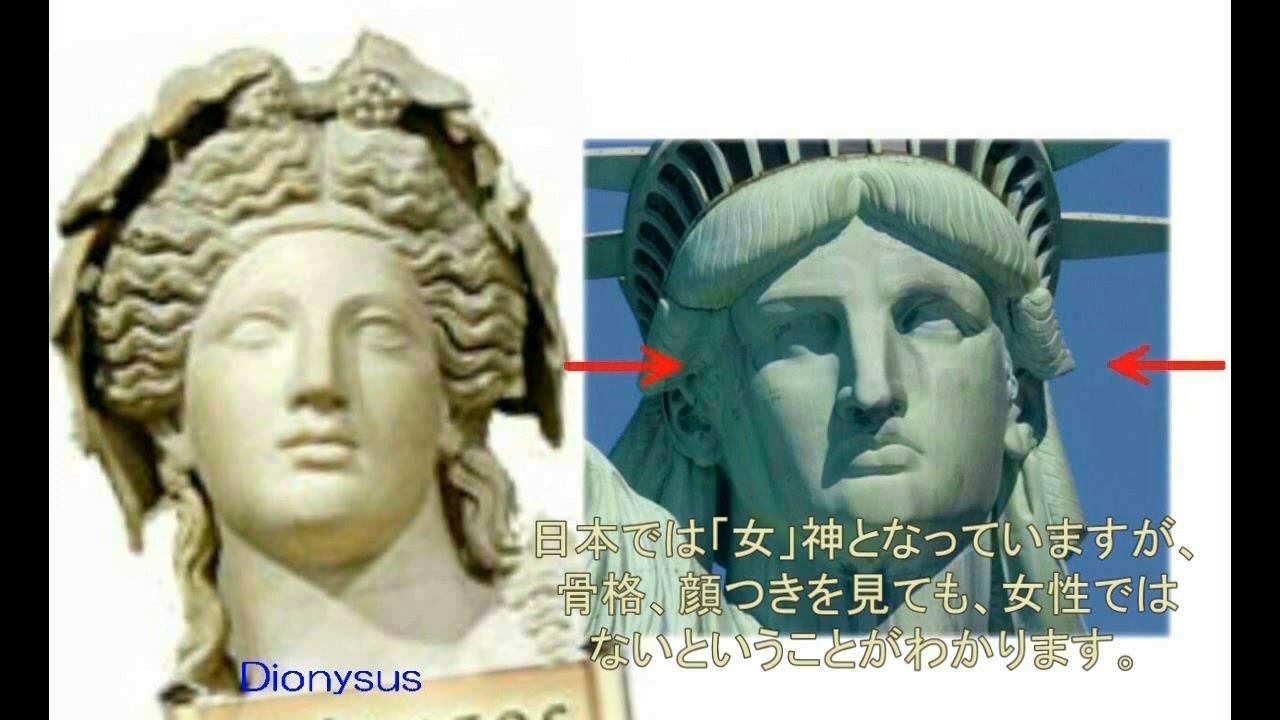 日本では「女」神となっていますが、
骨格、顔つきを見ても、女性では
ないということがわかります。
Dionysus